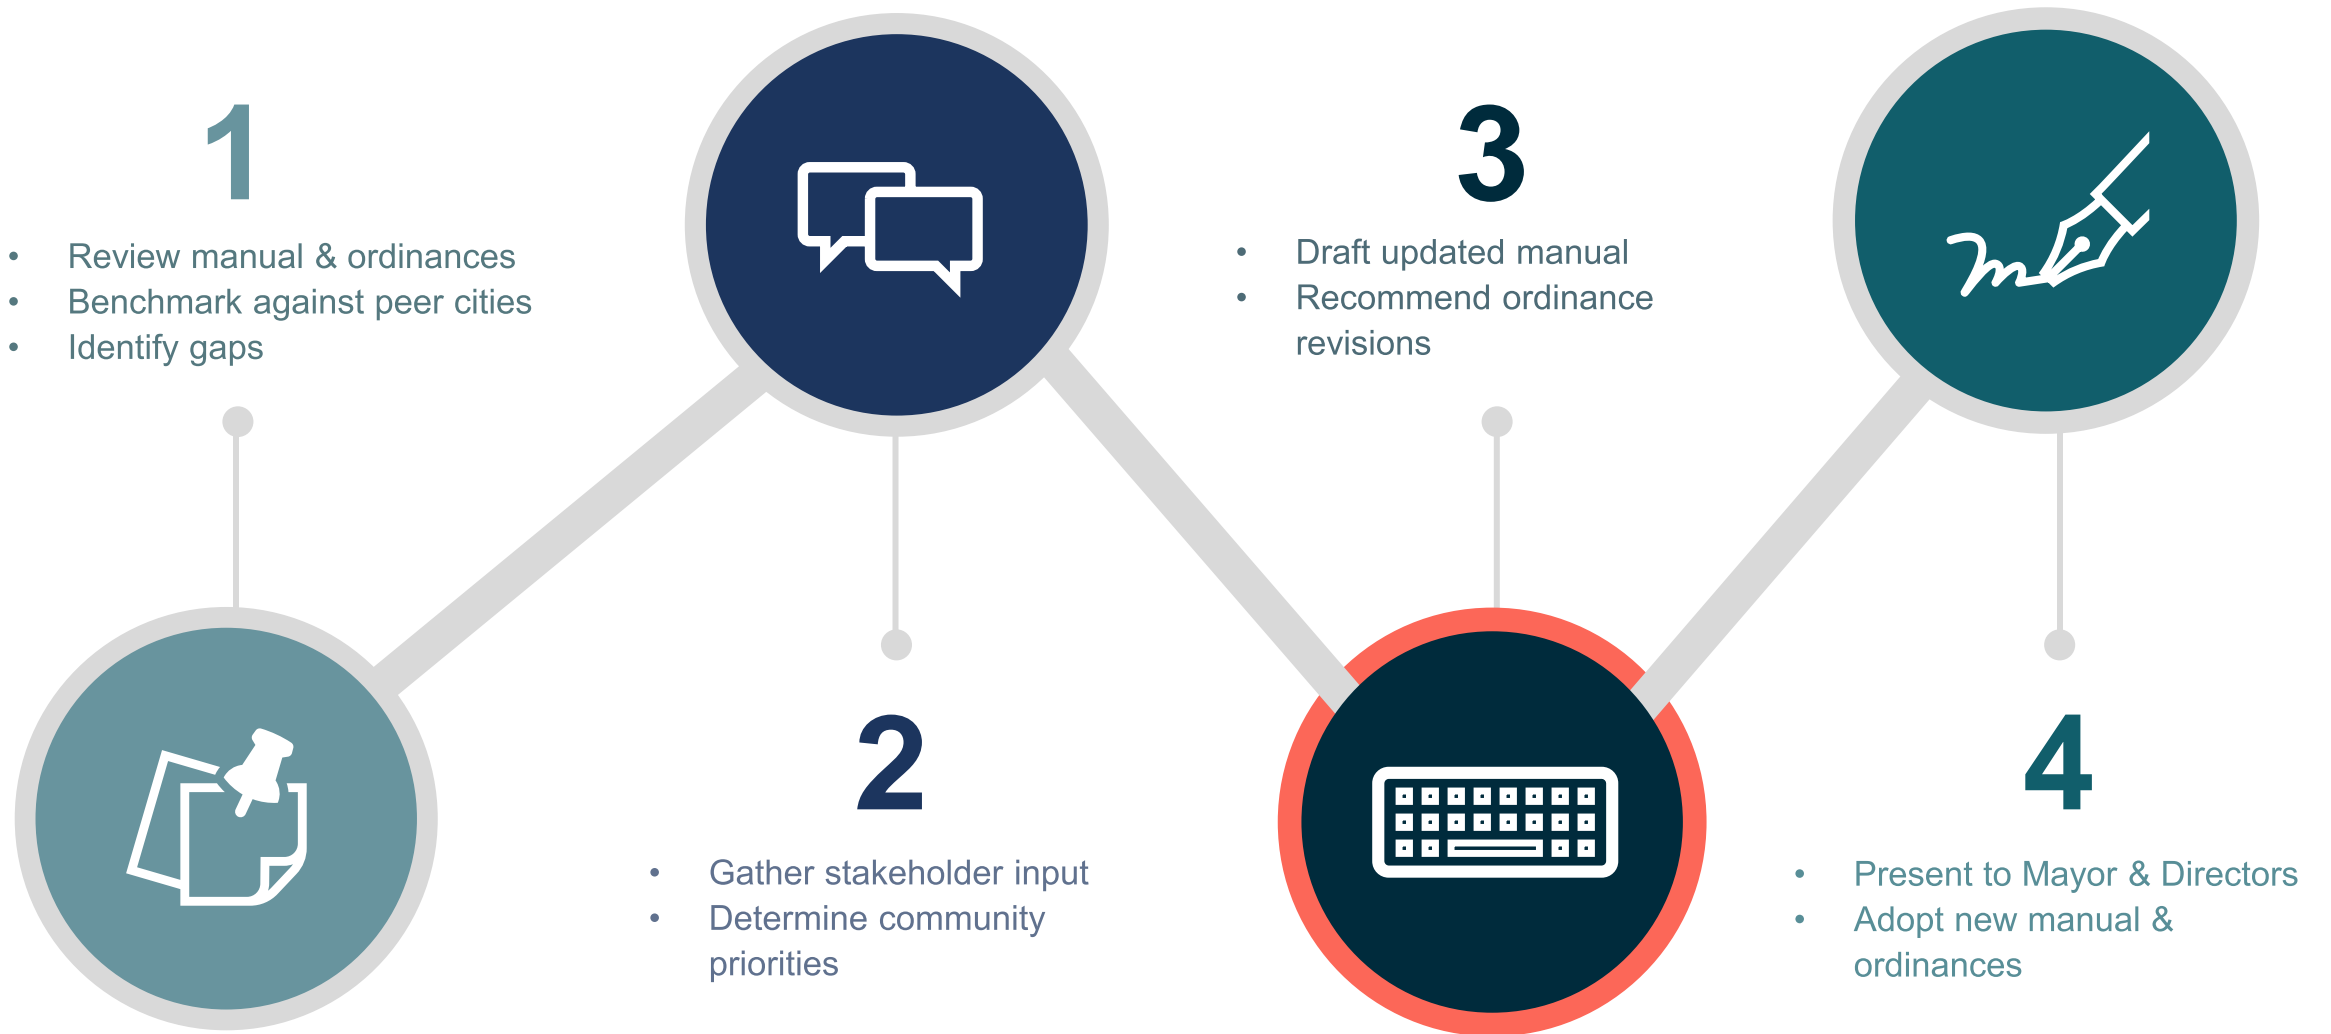 1
• Review manual & ordinances
• Benchmark against peer cities
• Identify gaps
2
• Gather stakeholder input
• Determine community
priorities
3
• Draft updated manual
• Recommend ordinance
revisions
4
• Present to Mayor & Directors
• Adopt new manual &
ordinances